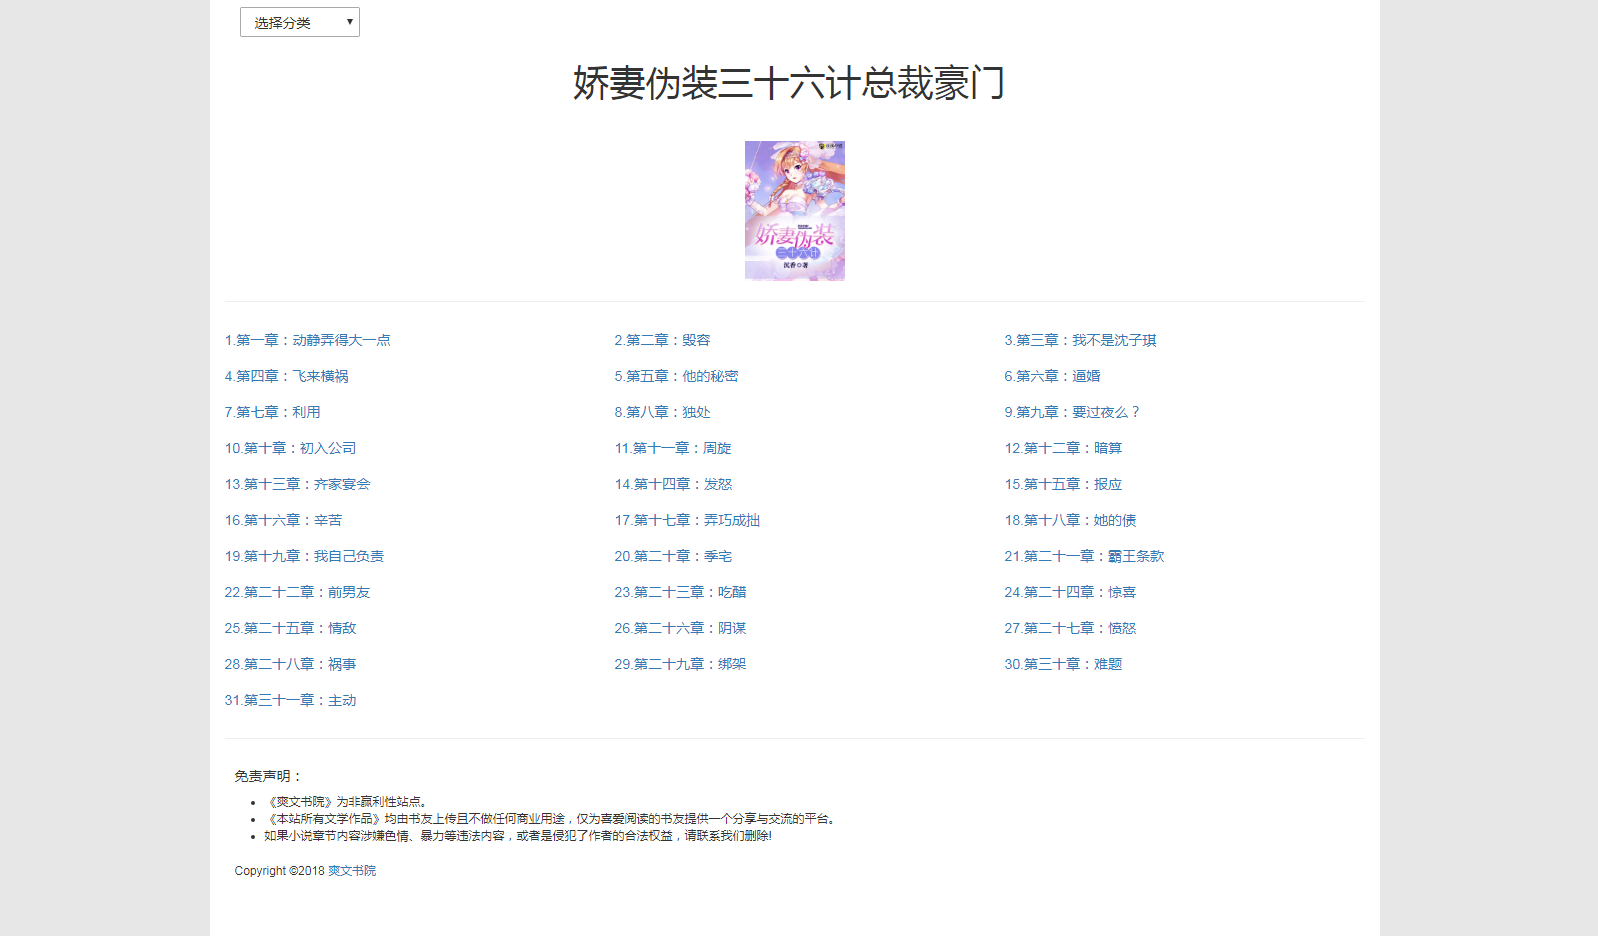 选择分类
娇妻伪装三十六计总裁豪门
娇妻伪装
三十六计
沉香 著
1.第一章：动静弄得大一点
2.第二章：毁容
3.第三章：我不是沈子琪
4.第四章：飞来横祸
5.第五章：他的秘密
6.第六章：逼婚
7.第七章：利用
8.第八章：独处
9.第九章：要过夜么？
10.第十章：初入公司
11.第十一章：周旋
12.第十二章：暗算
13.第十三章：齐家宴会
14.第十四章：发怒
15.第十五章：报应
16.第十六章：辛苦
17.第十七章：弄巧成拙
18.第十八章：她的债
19.第十九章：我自己负责
20.第二十章：季宅
21.第二十一章：霸王条款
22.第二十二章：前男友
23.第二十三章：吃醋
24.第二十四章：惊喜
25.第二十五章：情敌
26.第二十六章：阴谋
27.第二十七章：愤怒
28.第二十八章：祸事
29.第二十九章：绑架
30.第三十章：难题
31.第三十一章：主动
免责声明：
《爽文书院》为非赢利性站点。
《本站所有文学作品》均由书友上传且不做任何商业用途，仅为喜爱阅读的书友提供一个分享与交流的平台。
如果小说章节内容涉嫌色情、暴力等违法内容，或者是侵犯了作者的合法权益，请联系我们删除!
Copyright ©2018 爽文书院